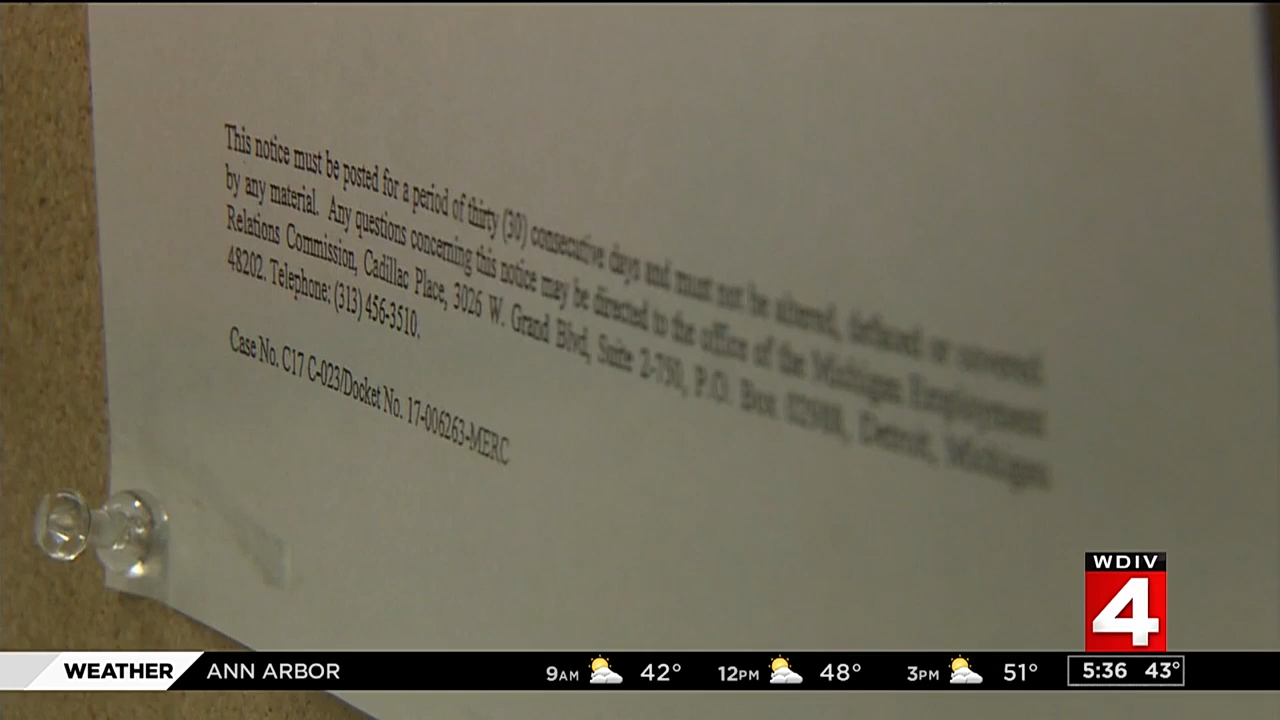 This notice must be posted for a period of thirty (30) consecutive days and must not be altered, defaced or covered
by any material. Any questions concerning this notice may be directed to the office of the Michigan Employment
Relations Commission, Cadillac Place, 3026 W. Grand Blvd, Suite 2-750, P.O. Box Detroit, Michigan
48202. Telephone: (313) 456-3510.
Case No. C17 C-023/Docket No. 17-006263-MERC
WDIV
4
WEATHER ANN ARBOR 9AM 42° 12PM 48° 3PM 51° 5:36 43°